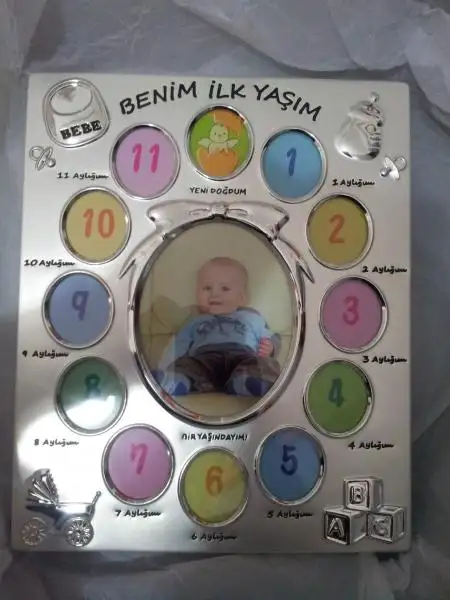 BENİM İLK YAŞIM
BEBE
YENİ DOĞDUM
1
1 Aylığım
2
2 Aylığım
3
3 Aylığım
4
4 Aylığım
5
5 Aylığım
6
6 Aylığım
7
7 Aylığım
8
8 Aylığım
9
9 Aylığım
10
10 Aylığım
11
11 Aylığım
BİR YAŞINDAYIM!
B
A C